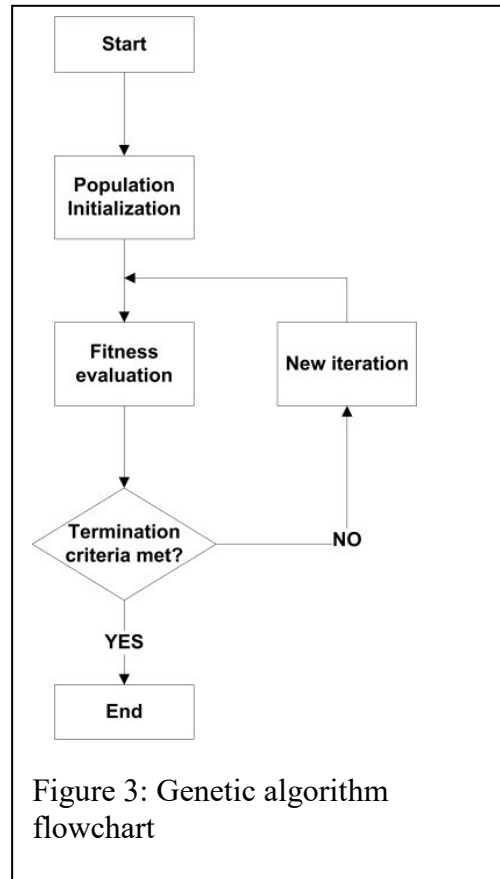 Start
Population
Initialization
Fitness
evaluation
New iteration
Termination
criteria met?
NO
YES
End
Figure 3: Genetic algorithm
flowchart